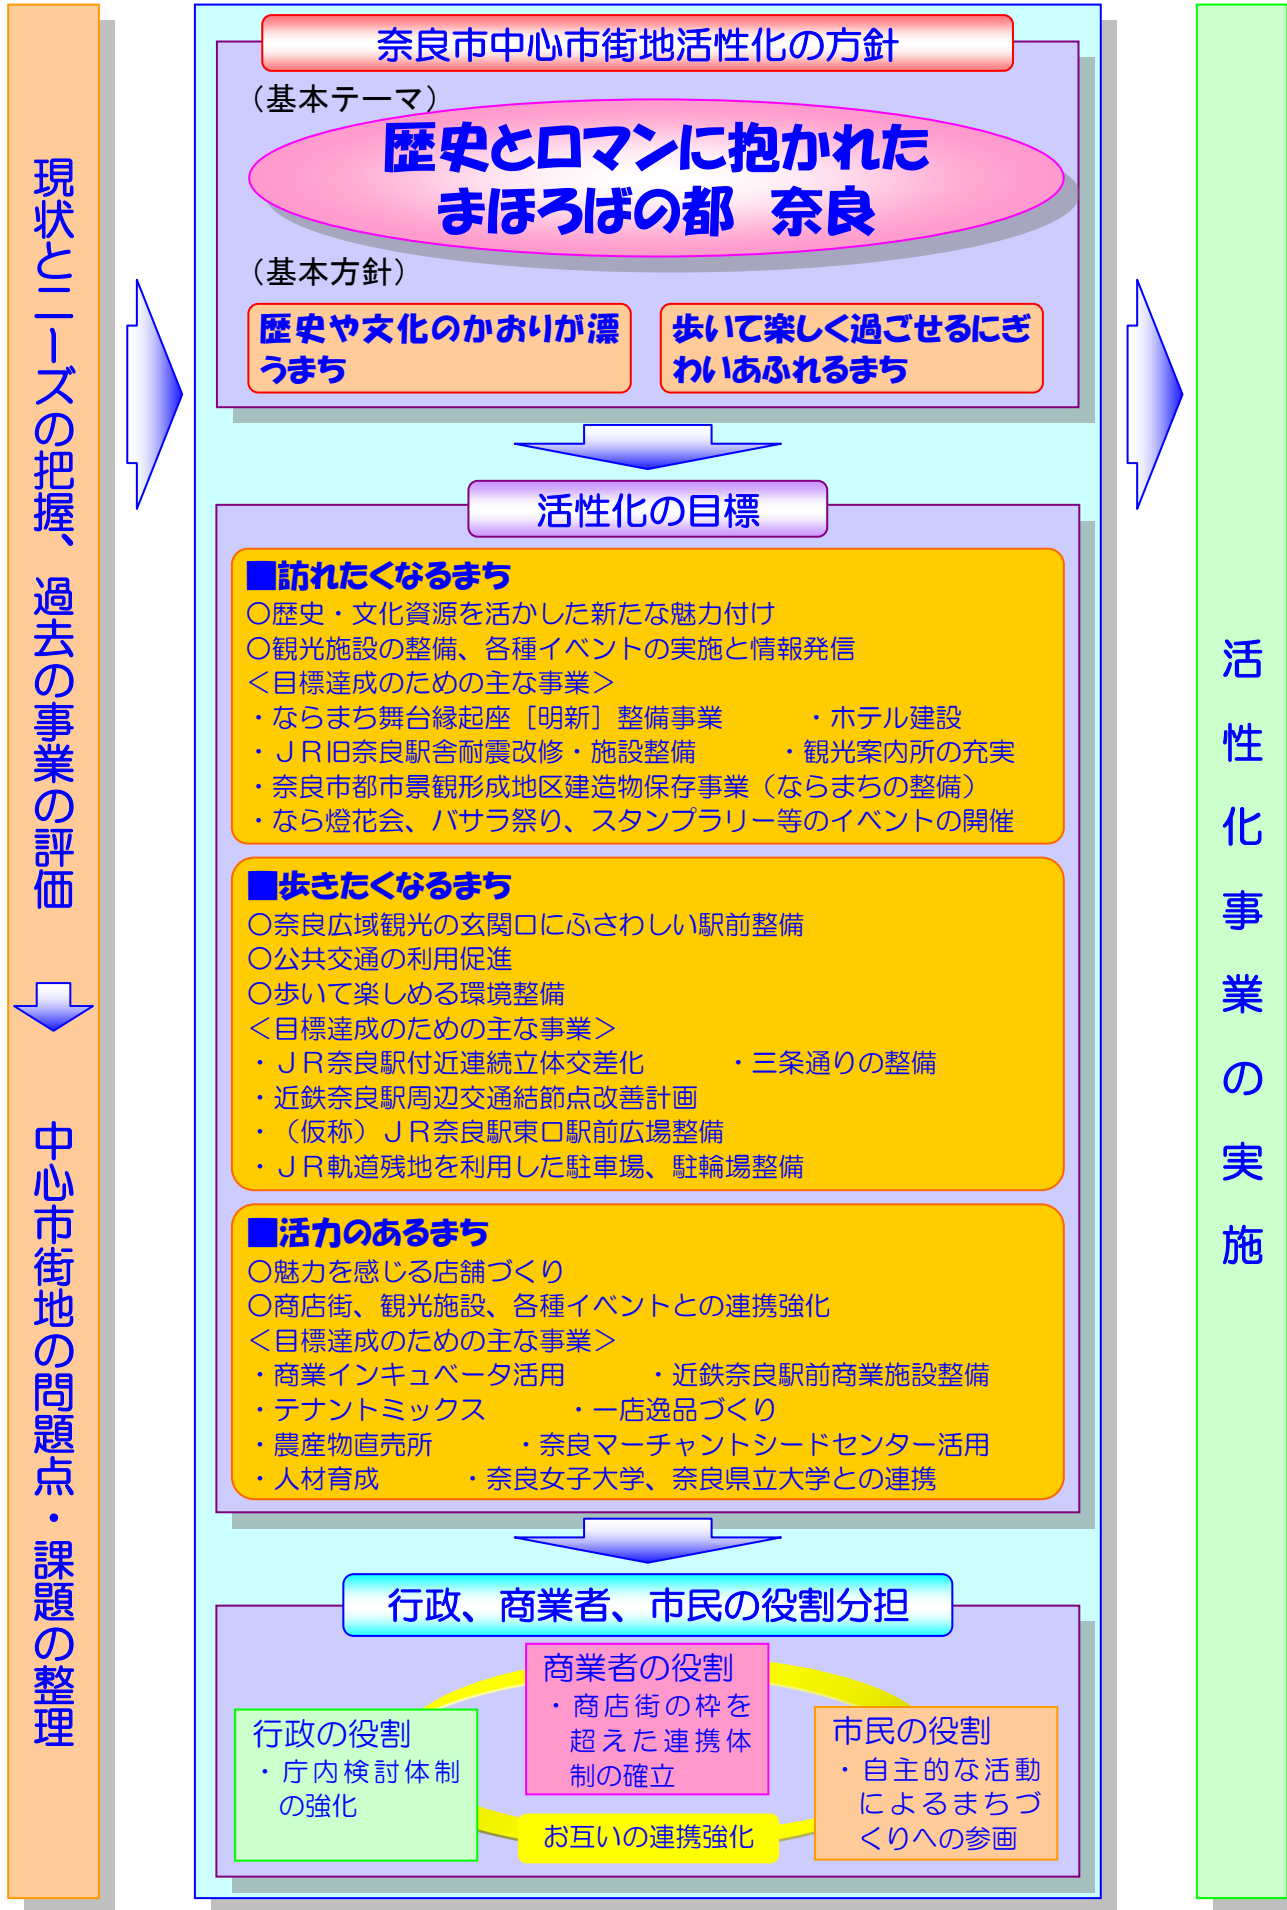 現状とニーズの把握、過去の事業の評価
中心市街地の問題点・課題の整理
奈良市中心市街地活性化の方針
（基本テーマ）
歴史とロマンに抱かれた
まほろばの都　奈良
（基本方針）
歴史や文化のかおりが漂
うまち
歩いて楽しく過ごせるにぎ
わいあふれるまち
活性化の目標
■訪れたくなるまち
○歴史・文化資源を活かした新たな魅力付け
○観光施設の整備、各種イベントの実施と情報発信
＜目標達成のための主な事業＞
・ならまち舞台縁起座［明新］整備事業　　　・ホテル建設
・ＪＲ旧奈良駅舎耐震改修・施設整備　　　・観光案内所の充実
・奈良市都市景観形成地区建造物保存事業（ならまちの整備）
・なら燈花会、バサラ祭り、スタンプラリー等のイベントの開催
■歩きたくなるまち
○奈良広域観光の玄関口にふさわしい駅前整備
○公共交通の利用促進
○歩いて楽しめる環境整備
＜目標達成のための主な事業＞
・ＪＲ奈良駅付近連続立体交差化　　　・三条通りの整備
・近鉄奈良駅周辺交通結節点改善計画
・（仮称）ＪＲ奈良駅東口駅前広場整備
・ＪＲ軌道残地を利用した駐車場、駐輪場整備
■活力のあるまち
○魅力を感じる店舗づくり
○商店街、観光施設、各種イベントとの連携強化
＜目標達成のための主な事業＞
・商業インキュベータ活用　　　・近鉄奈良駅前商業施設整備
・テナントミックス　　　・一店逸品づくり
・農産物直売所　　　・奈良マーチャントシードセンター活用
・人材育成　　　・奈良女子大学、奈良県立大学との連携
行政、商業者、市民の役割分担
商業者の役割
・商店街の枠を
超えた連携体
制の確立
行政の役割
・庁内検討体制
の強化
市民の役割
・自主的な活動
によるまちづ
くりへの参画
お互いの連携強化
活性化事業の実施